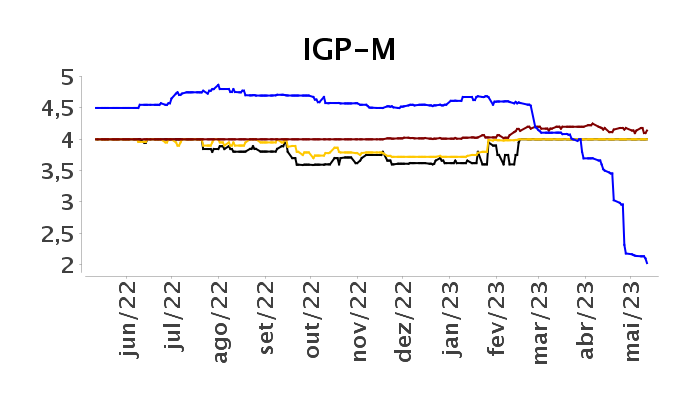 IGP-M
5
4,5
4
3,5
3
2,5
2
jun/22
jul/22
ago/22
set/22
out/22
nov/22
dez/22
jan/23
fev/23
mar/23
abr/23
mai/23